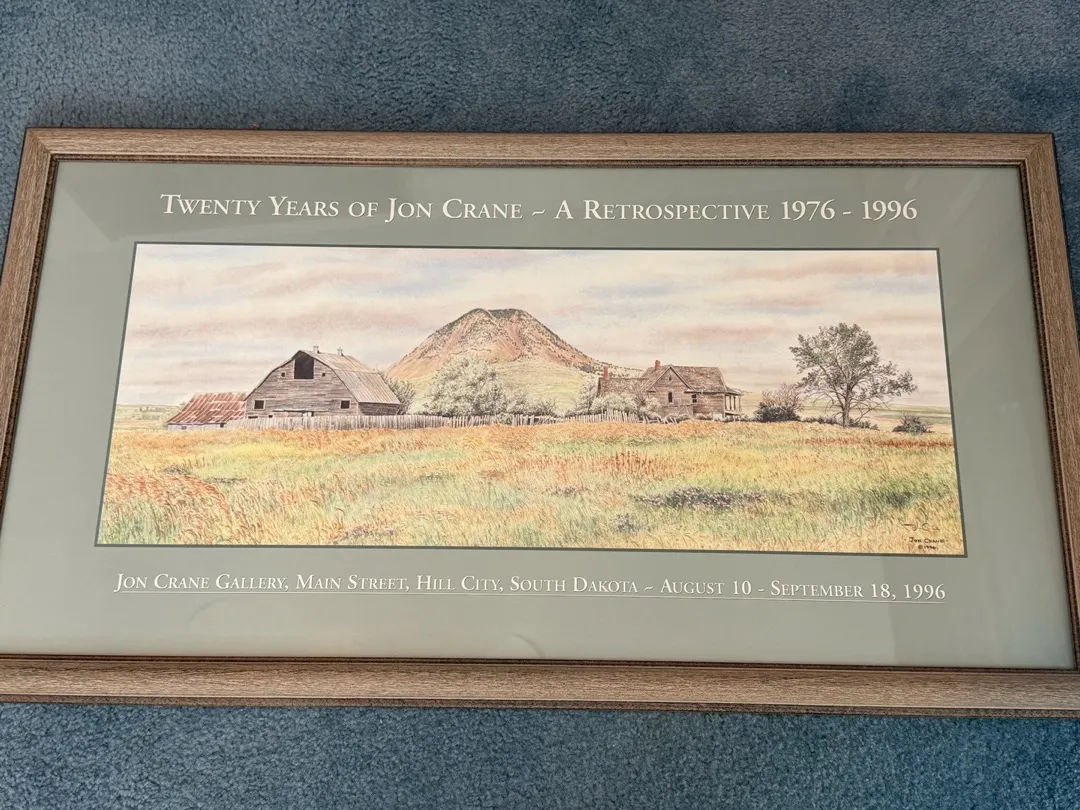 Twenty Years of Jon Crane ~ A Retrospective 1976 - 1996
Jon Crane
© 1996
Jon Crane Gallery, Main Street, Hill City, South Dakota ~ August 10 - September 18, 1996